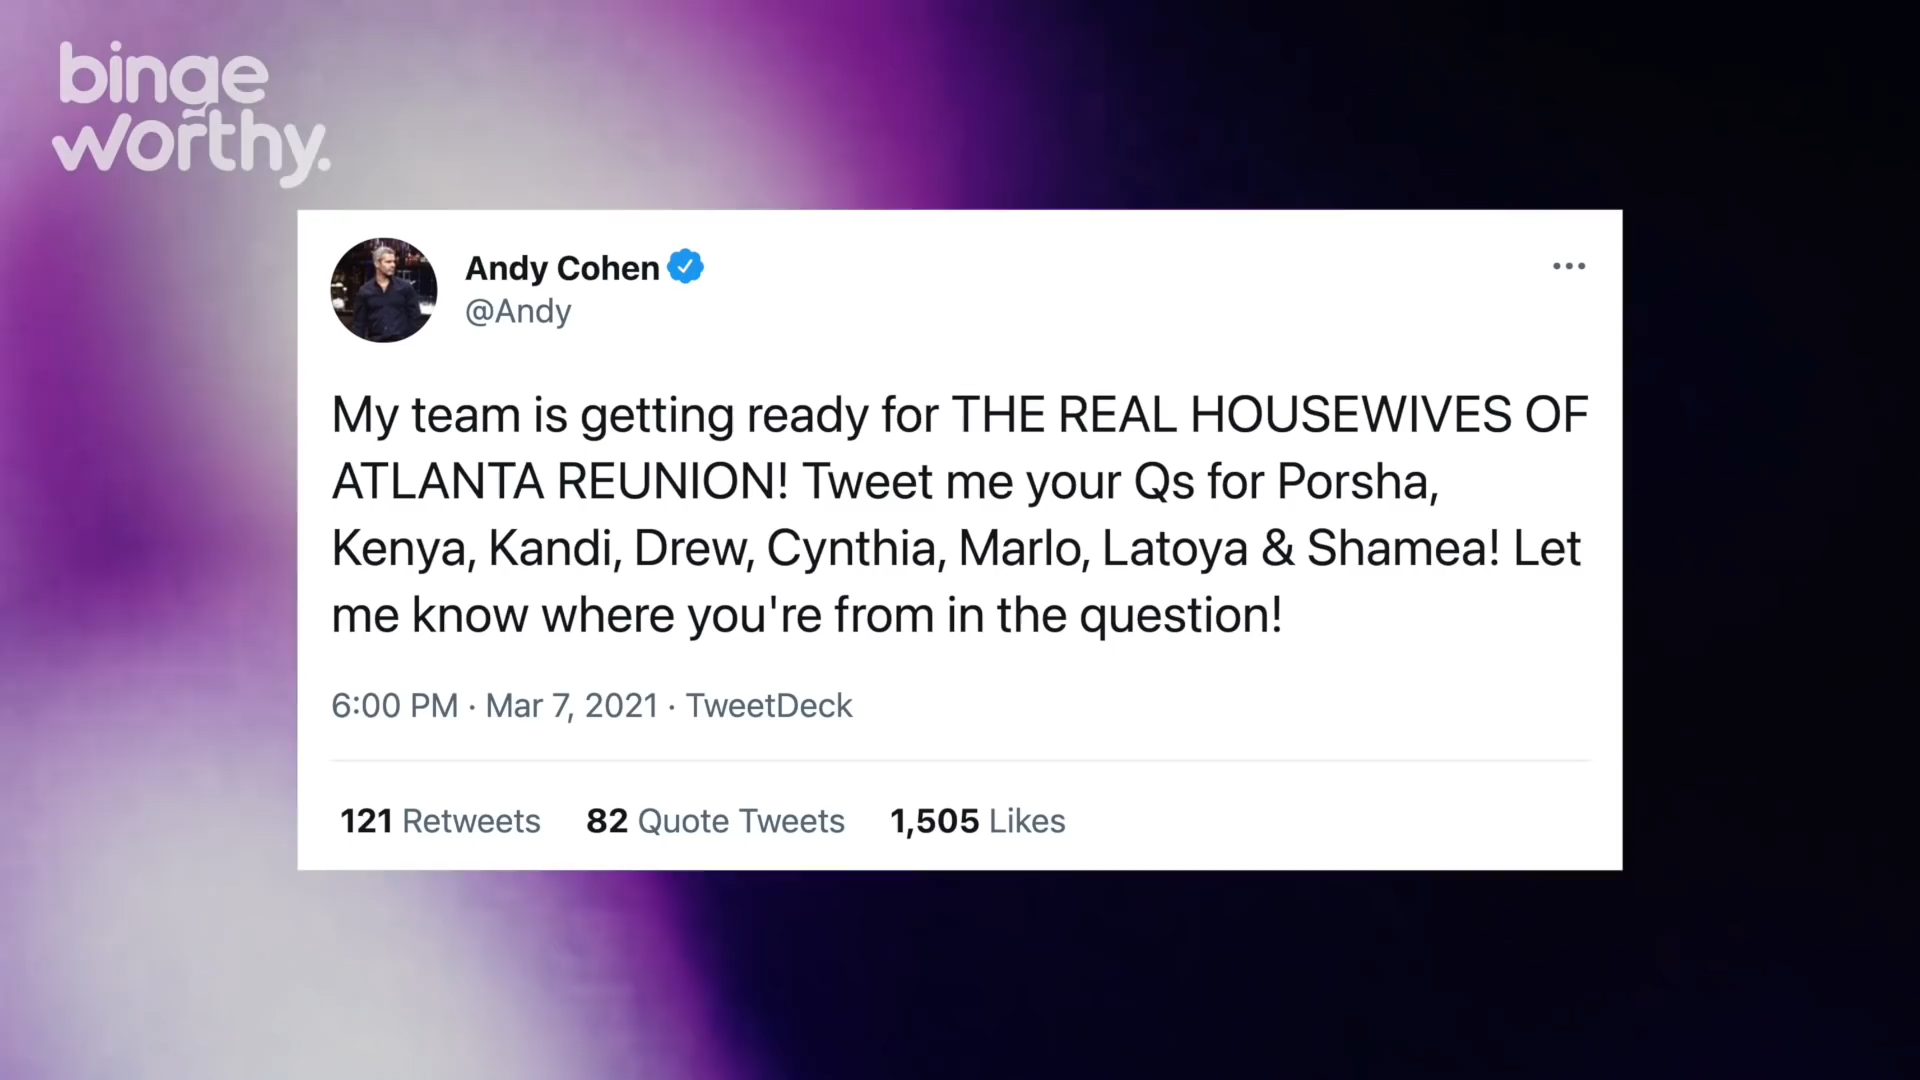 binge
worthy.
Andy Cohen
@Andy
My team is getting ready for THE REAL HOUSEWIVES OF
ATLANTA REUNION! Tweet me your Qs for Porsha,
Kenya, Kandi, Drew, Cynthia, Marlo, Latoya & Shamea! Let
me know where you're from in the question!
6:00 PM · Mar 7, 2021 · TweetDeck
121 Retweets 82 Quote Tweets 1,505 Likes